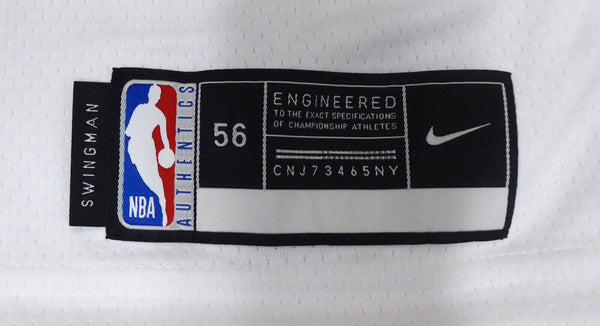 SWINGMAN
NBA
AUTHENTICS
56
ENGINEERED
TO THE EXACT SPECIFICATIONS
OF CHAMPIONSHIP ATHLETES
CNJ73465NY